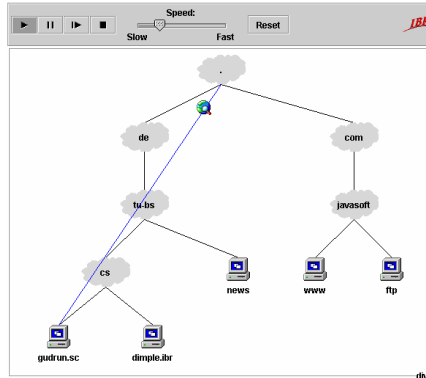 Speed:
Slow Fast
Reset
.
de com
tu-bs javasoft
cs
news www ftp
gudrun.sc dimple.ibr